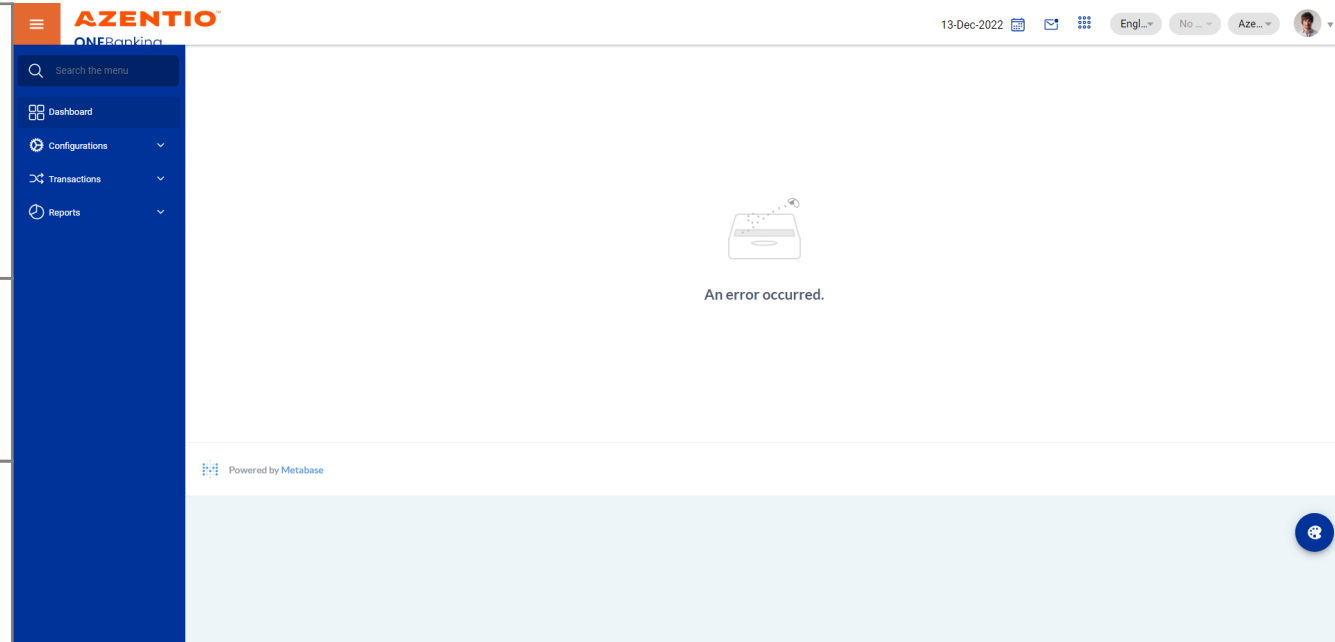 AZENTIO™
ONEBanking
13-Dec-2022
Engl...
No ...
Aze...
Search the menu
Dashboard
Configurations
Transactions
Reports
An error occurred.
Powered by Metabase